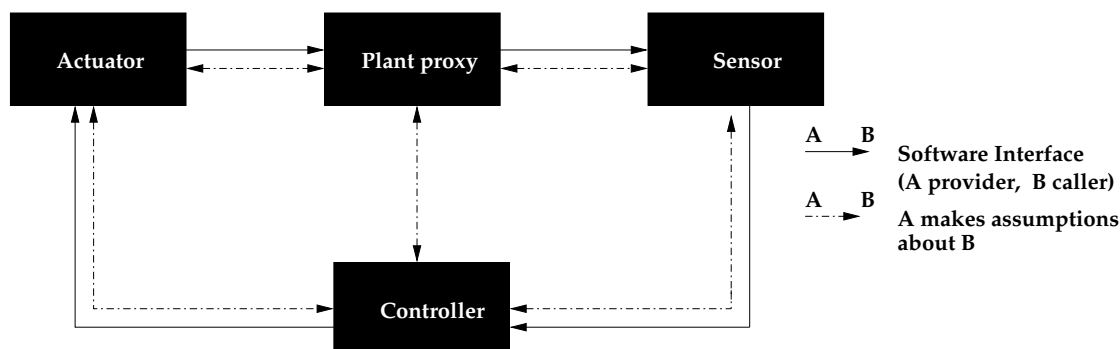 Actuator
Plant proxy
Sensor
Controller
A B
Software Interface
(A provider, B caller)
A B
A makes assumptions
about B